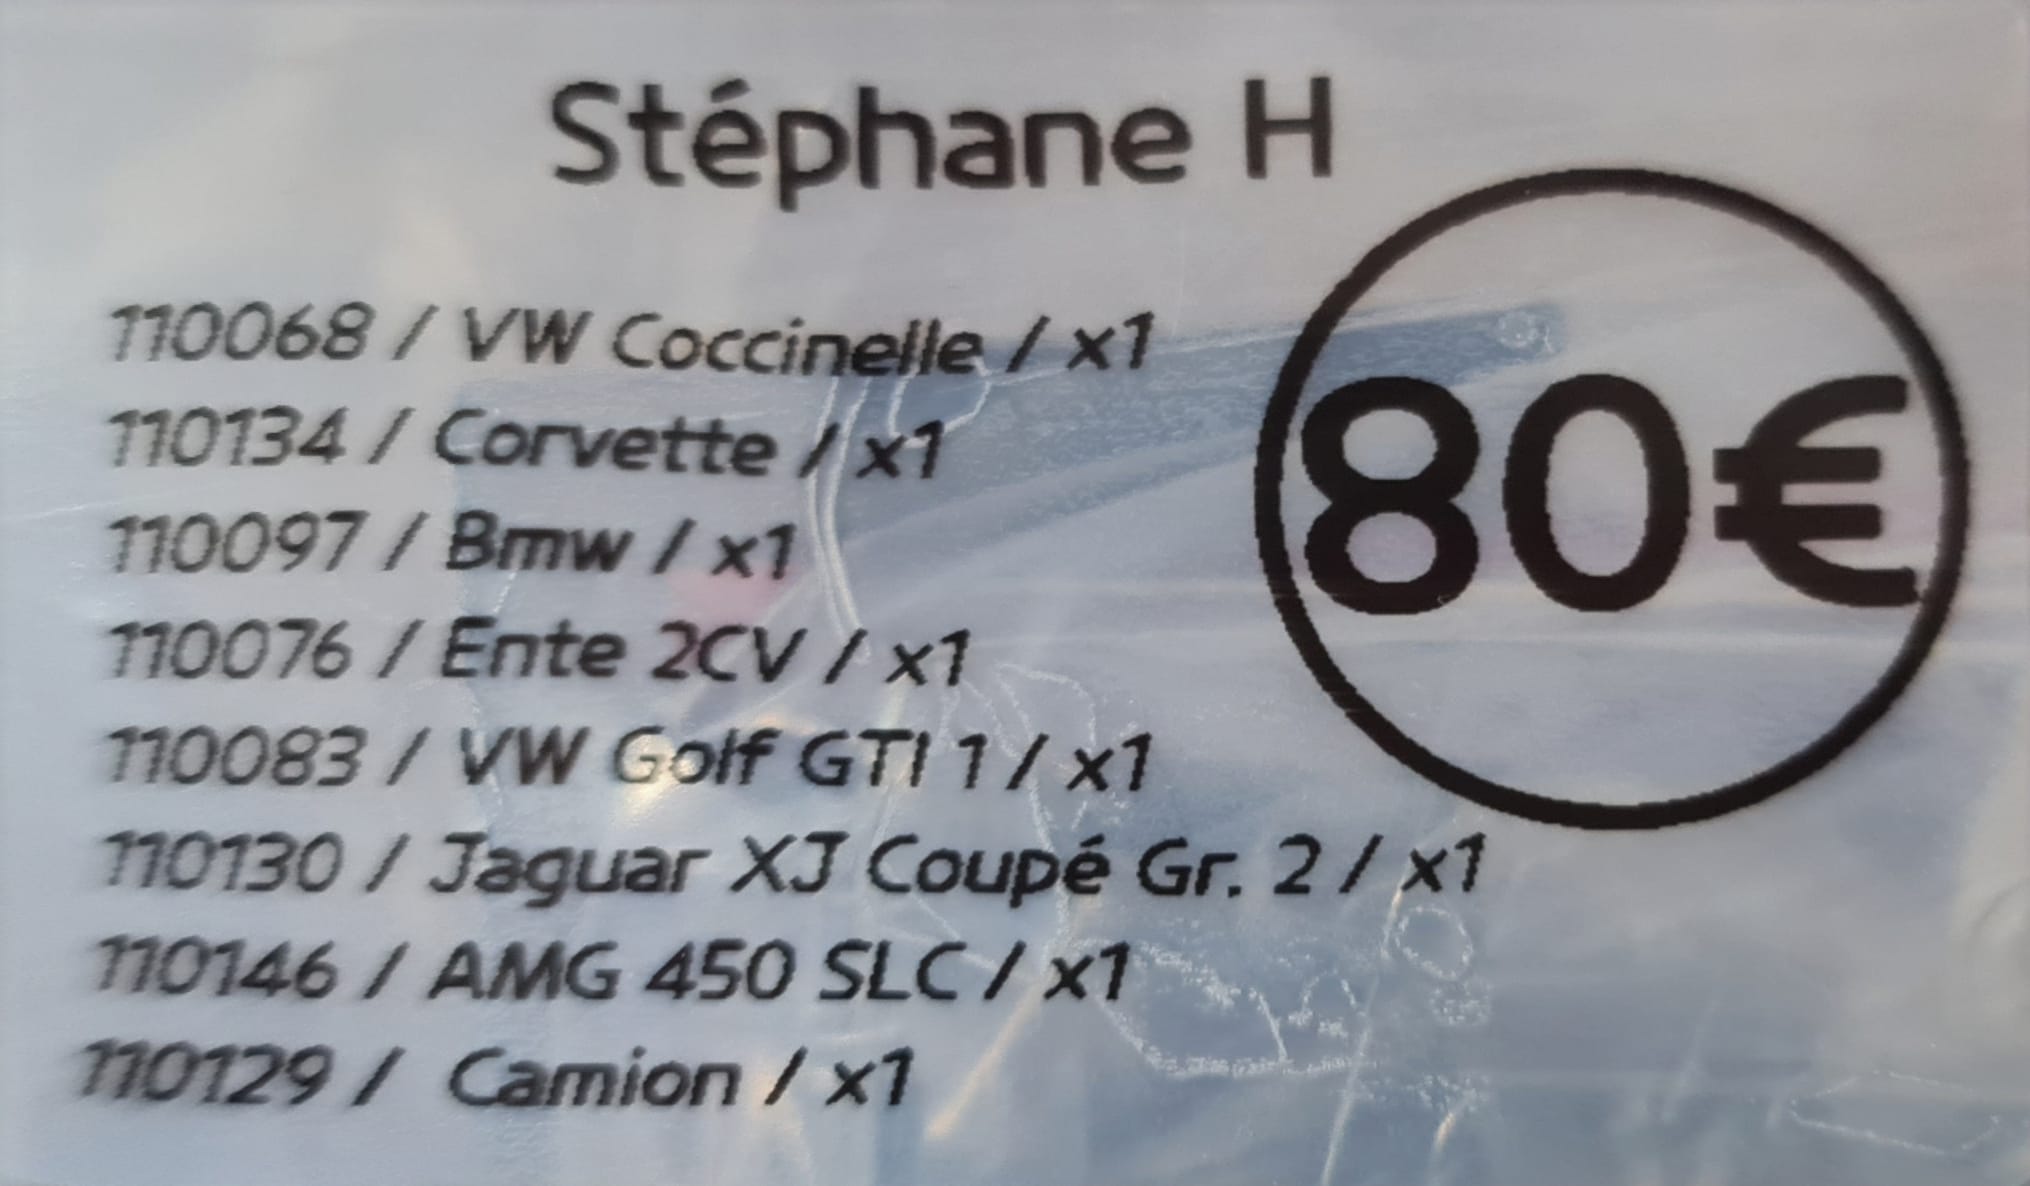 Stéphane H
110068 / VW Coccinelle / x1
110134 / Corvette / x1
110097 / Bmw / x1
80€
110076 / Ente 2CV / x1
110083 / VW Golf GTI 1 / x1
110130 / Jaguar XJ Coupé Gr. 2 / x1
110146 / AMG 450 SLC / x1
110129 / Camion / x1